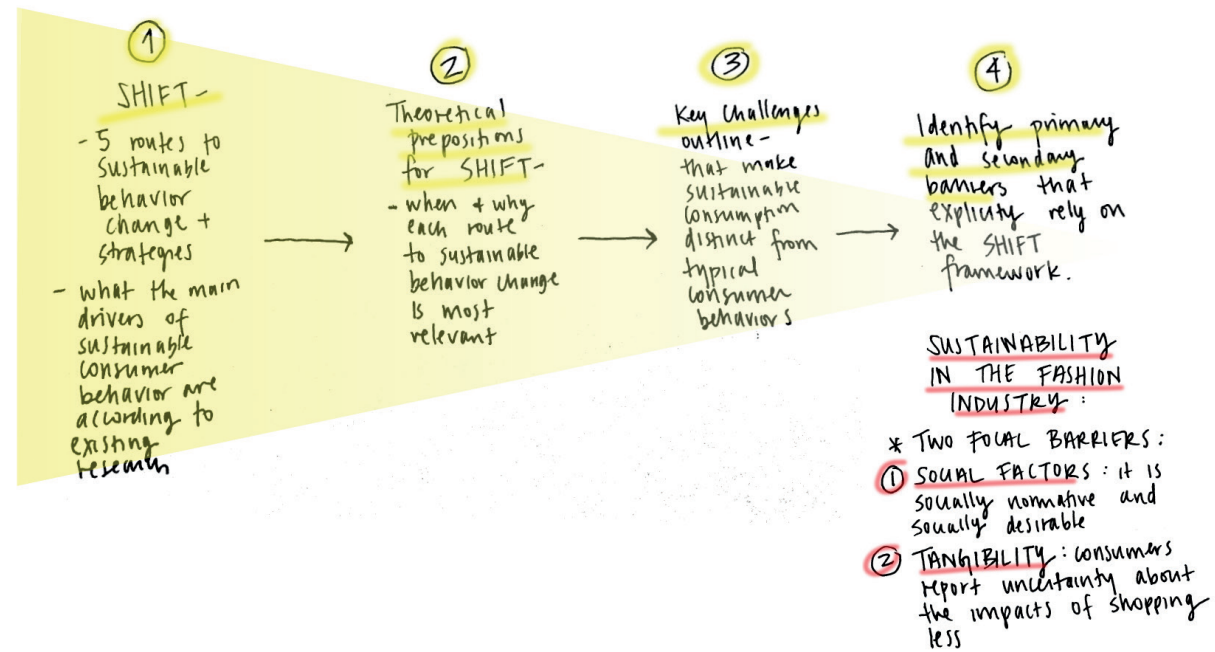 1
SHIFT-
- 5 routes to
sustainable
behavior
change +
strategies
- what the main
drivers of
sustainable
consumer
behavior are
according to
existing
research
2
Theoretical
prepositions
for SHIFT-
- when & why
each route
to sustainable
behavior change
is most
relevant
3
Key Challenges
outline-
that make
sustainable
consumption
distinct from
typical
consumer
behaviors
4
Identify primary
and secondary
barriers that
explicity rely on
the SHIFT
framework.
SUSTAINABILITY
IN THE FASHION
INDUSTRY:
* TWO FOCAL BARRIERS:
1 SOCIAL FACTORS: it is
socially normative and
socially desirable
2 TANGIBILITY: consumers
report uncertainty about
the impacts of shopping
less